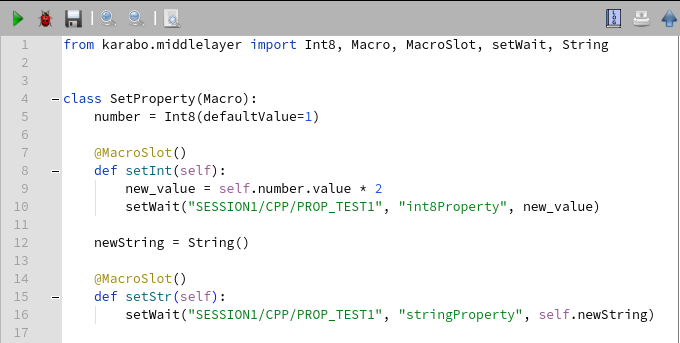 1 from karabo.middlelayer import Int8, Macro, MacroSlot, setWait, String
2
3
4 class SetProperty(Macro):
5     number = Int8(defaultValue=1)
6
7     @MacroSlot()
8     def setInt(self):
9         new_value = self.number.value * 2
10         setWait("SESSION1/CPP/PROP_TEST1", "int8Property", new_value)
11
12     newString = String()
13
14     @MacroSlot()
15     def setStr(self):
16         setWait("SESSION1/CPP/PROP_TEST1", "stringProperty", self.newString)
17